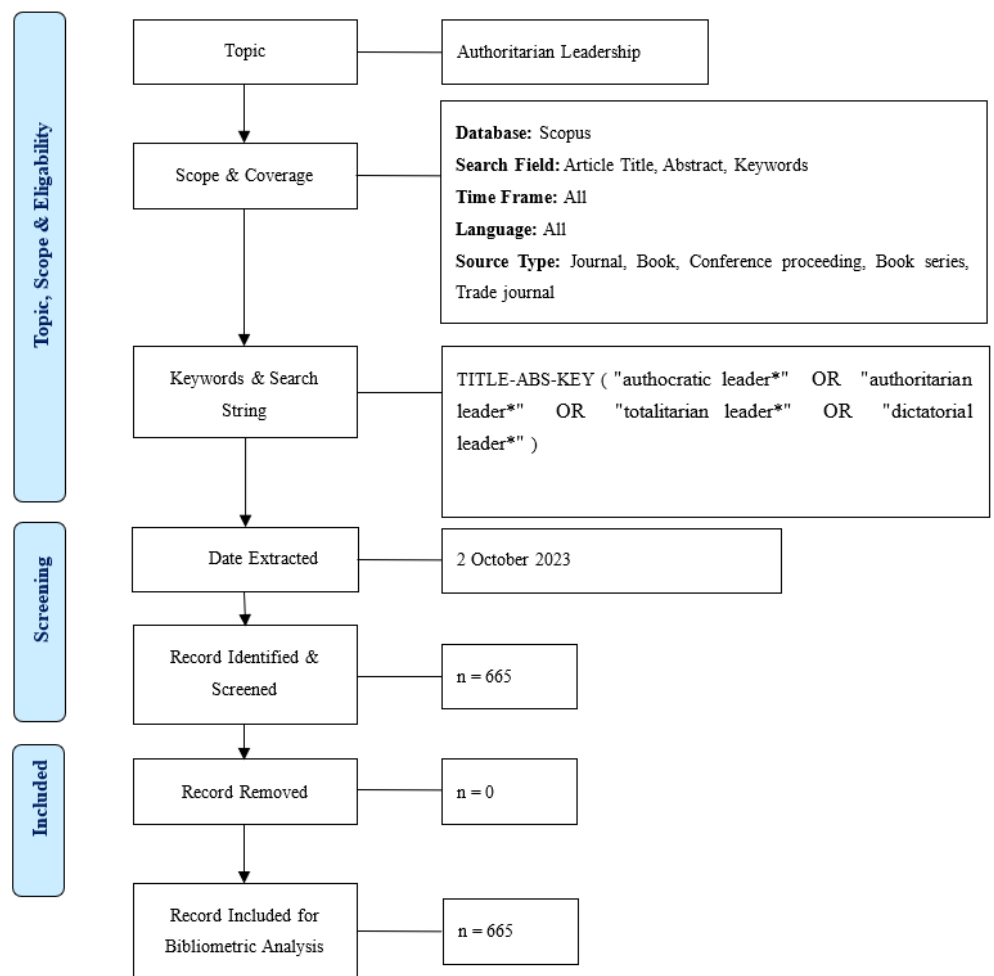 Topic, Scope & Eligability
Topic
Authoritarian Leadership
Scope & Coverage
Database: Scopus
Search Field: Article Title, Abstract, Keywords
Time Frame: All
Language: All
Source Type: Journal, Book, Conference proceeding, Book series,
Trade journal
Keywords & Search
String
TITLE-ABS-KEY ( "authocratic leader*" OR "authoritarian
leader*" OR "totalitarian leader*" OR "dictatorial
leader*" )
Screening
Date Extracted
2 October 2023
Record Identified &
Screened
n = 665
Included
Record Removed
n = 0
Record Included for
Bibliometric Analysis
n = 665